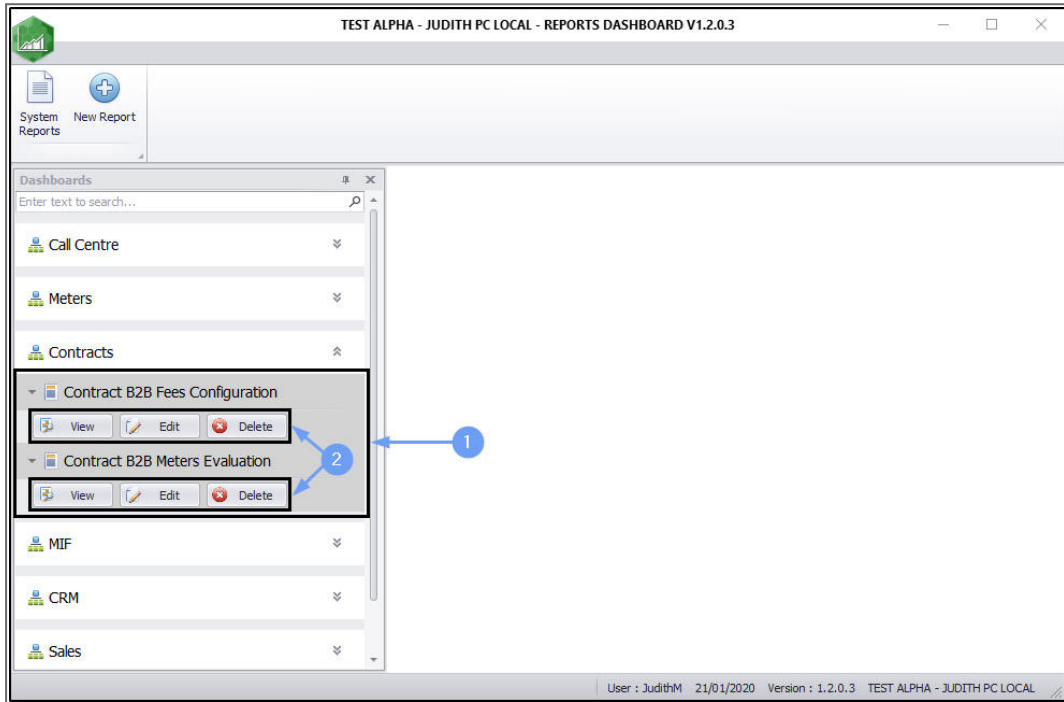 TEST ALPHA - JUDITH PC LOCAL - REPORTS DASHBOARD V1.2.0.3
System Reports
New Report
Dashboards
Enter text to search...
Call Centre
Meters
Contracts
Contract B2B Fees Configuration
View Edit Delete
1
2
Contract B2B Meters Evaluation
View Edit Delete
MIF
CRM
Sales
User : JudithM 21/01/2020 Version : 1.2.0.3 TEST ALPHA - JUDITH PC LOCAL